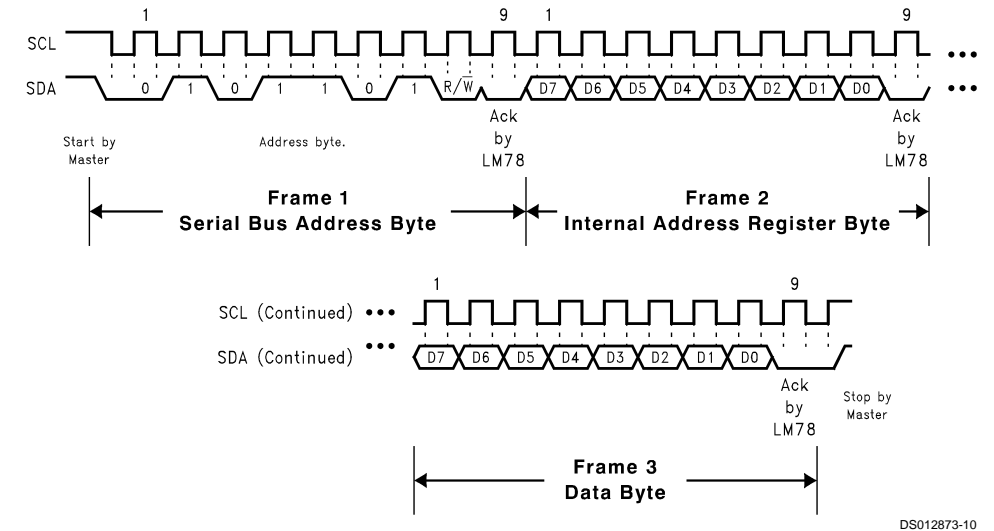 1 9 1 9
SCL
SDA 0 1 0 1 1 0 1 R/W̅ D7 D6 D5 D4 D3 D2 D1 D0
Start by
Master
Address byte.
Ack
by
LM78
Ack
by
LM78
Frame 1
Serial Bus Address Byte
Frame 2
Internal Address Register Byte
1 9
SCL (Continued)
SDA (Continued) D7 D6 D5 D4 D3 D2 D1 D0
Ack
by
LM78
Stop by
Master
Frame 3
Data Byte
DS012873-10